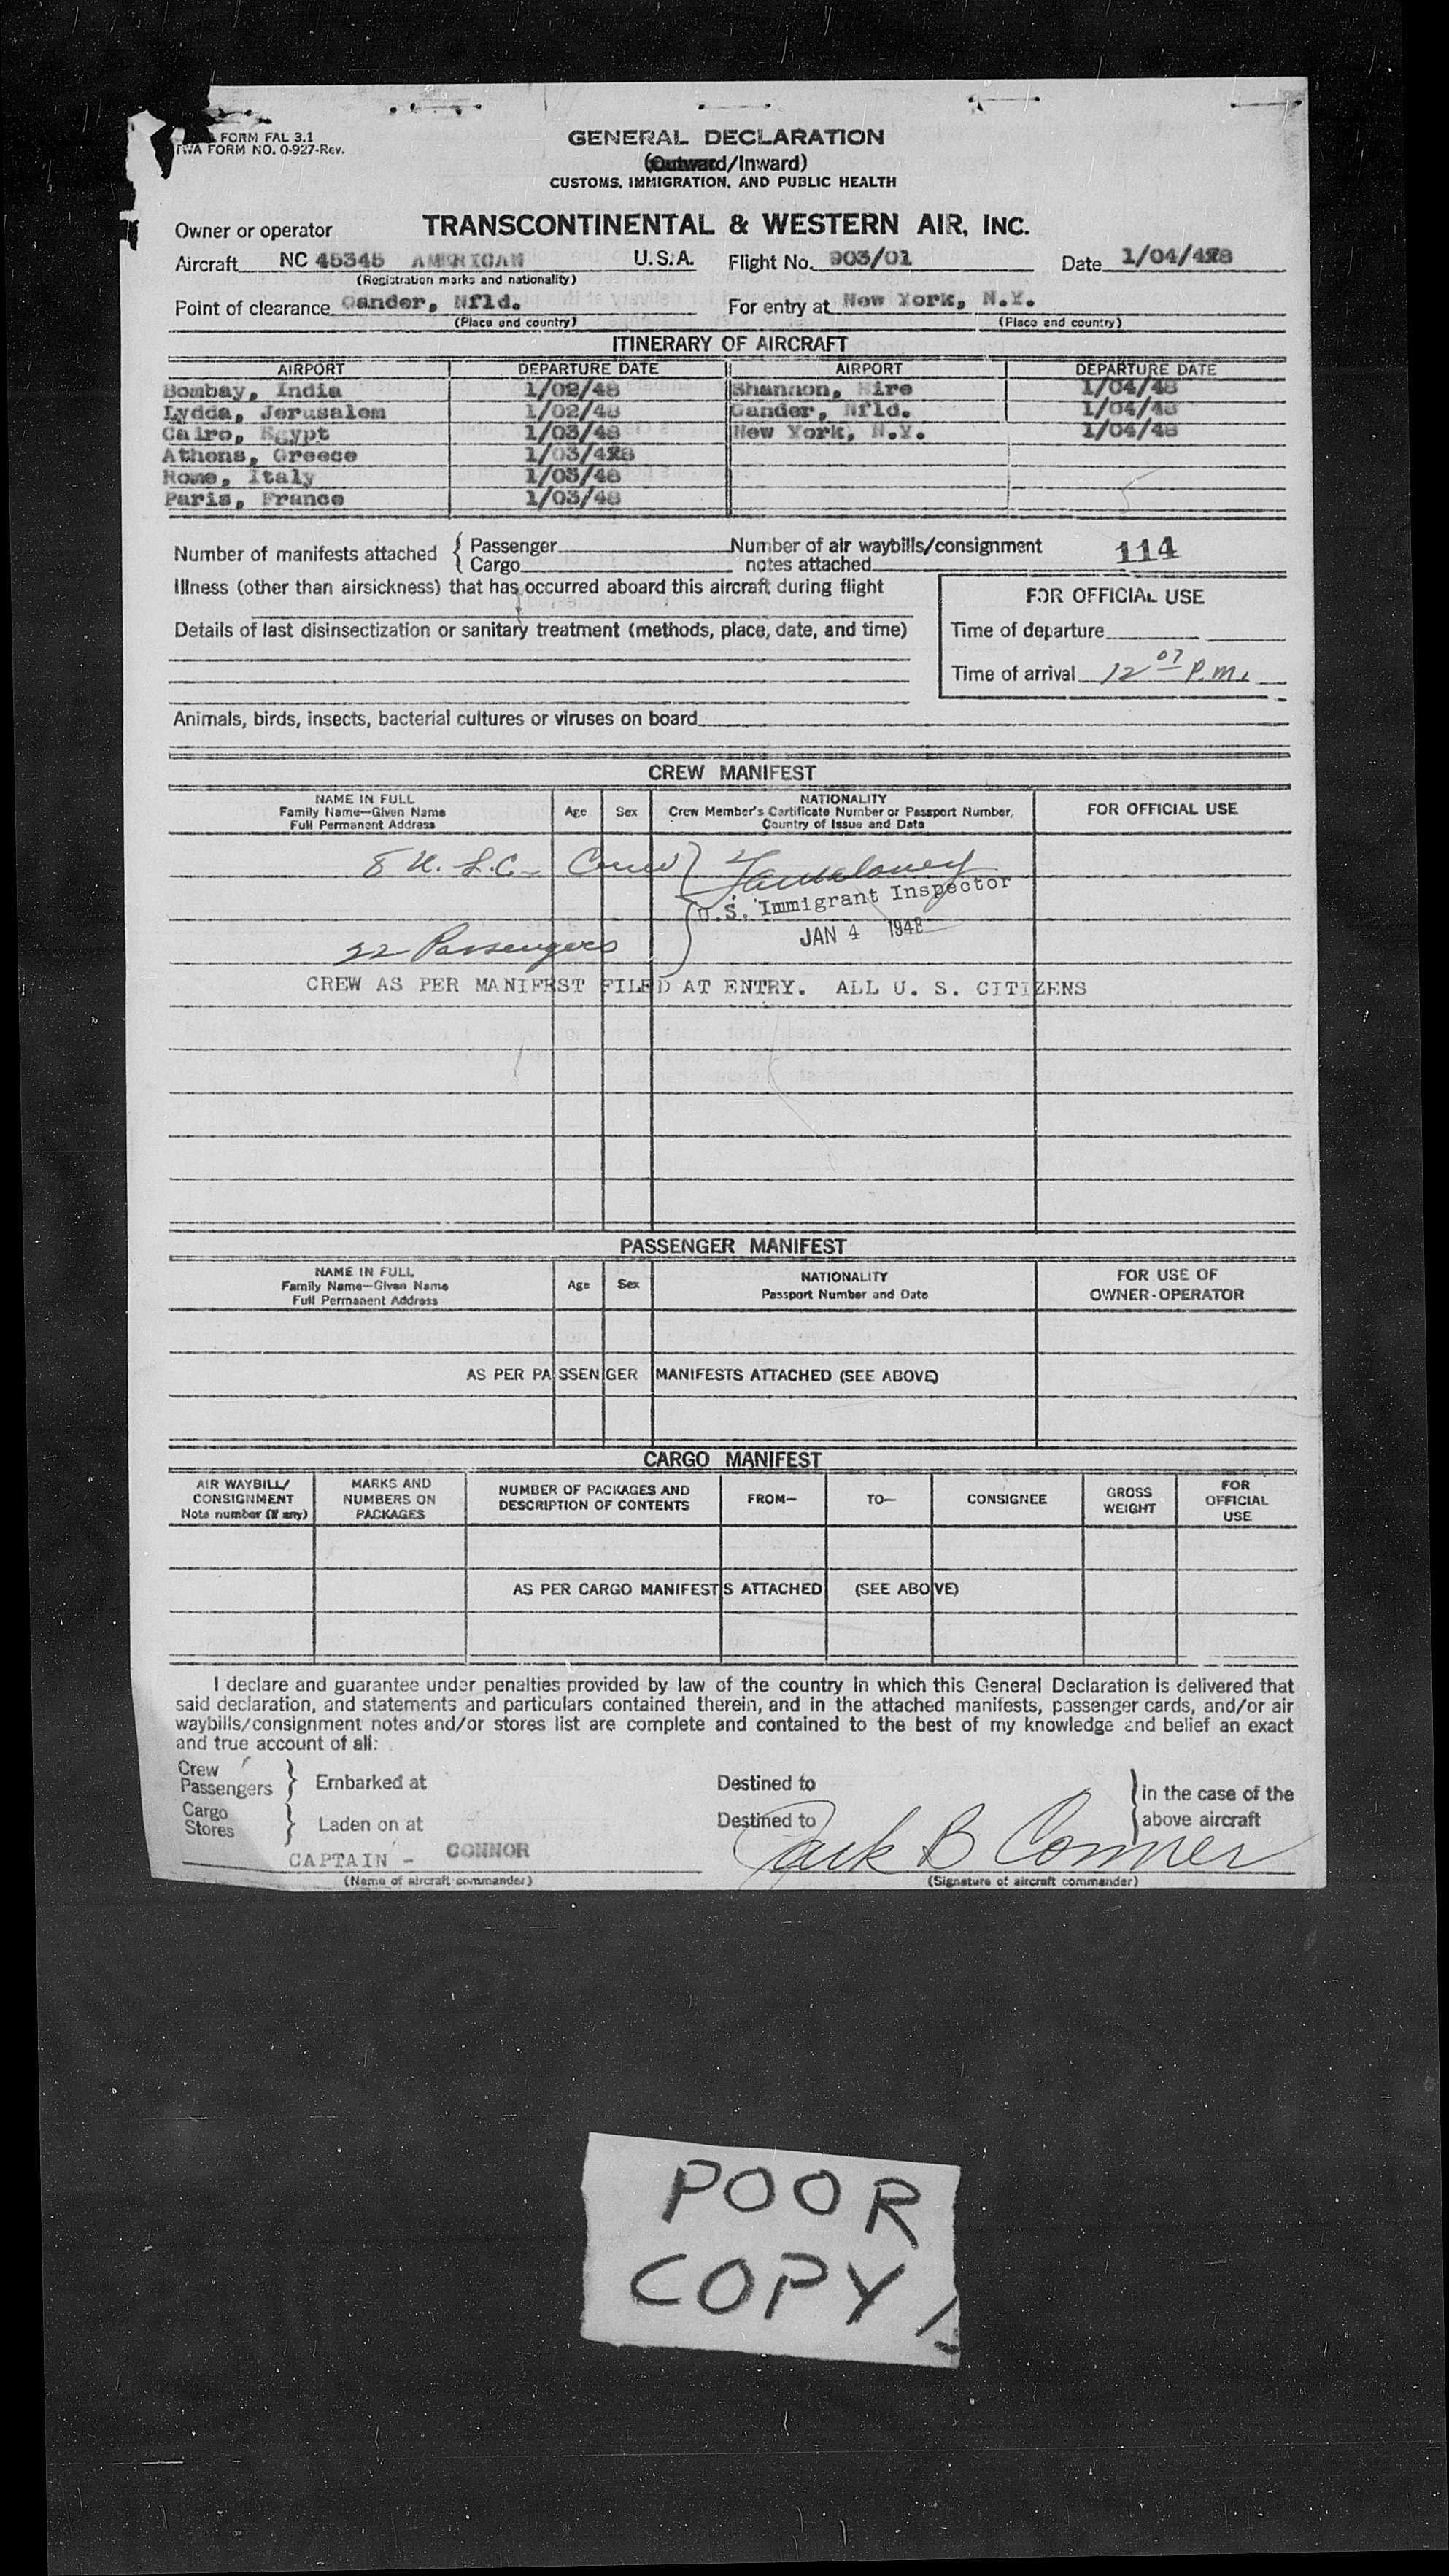 FORM FAL 3.1
TWA FORM NO. 0-927-Rev.
GENERAL DECLARATION
(Outward/Inward)
CUSTOMS, IMMIGRATION, AND PUBLIC HEALTH
Owner or operator TRANSCONTINENTAL & WESTERN AIR, INC.
Aircraft NC 45345 AMERICAN U.S.A. Flight No. 903/01 Date 1/04/48
(Registration marks and nationality)
Point of clearance Gander, Nfld. For entry at New York, N.Y.
(Place and country) (Place and country)
ITINERARY OF AIRCRAFT
AIRPORT DEPARTURE DATE AIRPORT DEPARTURE DATE
Bombay, India 1/02/48 Shannon, Eire 1/04/48
Lydda, Jerusalem 1/02/48 Gander, Nfld. 1/04/48
Cairo, Egypt 1/03/48 New York, N.Y. 1/04/48
Athens, Greece 1/03/48
Rome, Italy 1/03/48
Paris, France 1/03/48
Number of manifests attached { Passenger Number of air waybills/consignment 114
Cargo notes attached
Illness (other than airsickness) that has occurred aboard this aircraft during flight
FOR OFFICIAL USE
Details of last disinsectization or sanitary treatment (methods, place, date, and time)
Time of departure
Time of arrival 12 07 P.m.
Animals, birds, insects, bacterial cultures or viruses on board
CREW MANIFEST
NAME IN FULL Age Sex NATIONALITY FOR OFFICIAL USE
Family Name—Given Name Crew Member's Certificate Number or Passport Number,
Full Permanent Address Country of Issue and Date
8 U.S.C. Crew }
U.S. Immigrant Inspector
JAN 4 1948
22 Passengers
CREW AS PER MANIFEST FILED AT ENTRY. ALL U. S. CITIZENS
PASSENGER MANIFEST
NAME IN FULL Age Sex NATIONALITY FOR USE OF
Family Name—Given Name Passport Number and Date OWNER-OPERATOR
Full Permanent Address
AS PER PASSENGER MANIFESTS ATTACHED (SEE ABOVE)
CARGO MANIFEST
AIR WAYBILL/ MARKS AND NUMBER OF PACKAGES AND FROM— TO— CONSIGNEE GROSS FOR
CONSIGNMENT NUMBERS ON DESCRIPTION OF CONTENTS WEIGHT OFFICIAL
Note number (if any) PACKAGES USE
AS PER CARGO MANIFESTS ATTACHED (SEE ABOVE)
I declare and guarantee under penalties provided by law of the country in which this General Declaration is delivered that
said declaration, and statements and particulars contained therein, and in the attached manifests, passenger cards, and/or air
waybills/consignment notes and/or stores list are complete and contained to the best of my knowledge and belief an exact
and true account of all:
Crew
Passengers } Embarked at Destined to } in the case of the
Cargo
Stores } Laden on at Destined to above aircraft
CAPTAIN - CONNOR Jack B Conner
(Name of aircraft commander) (Signature of aircraft commander)
POOR
COPY